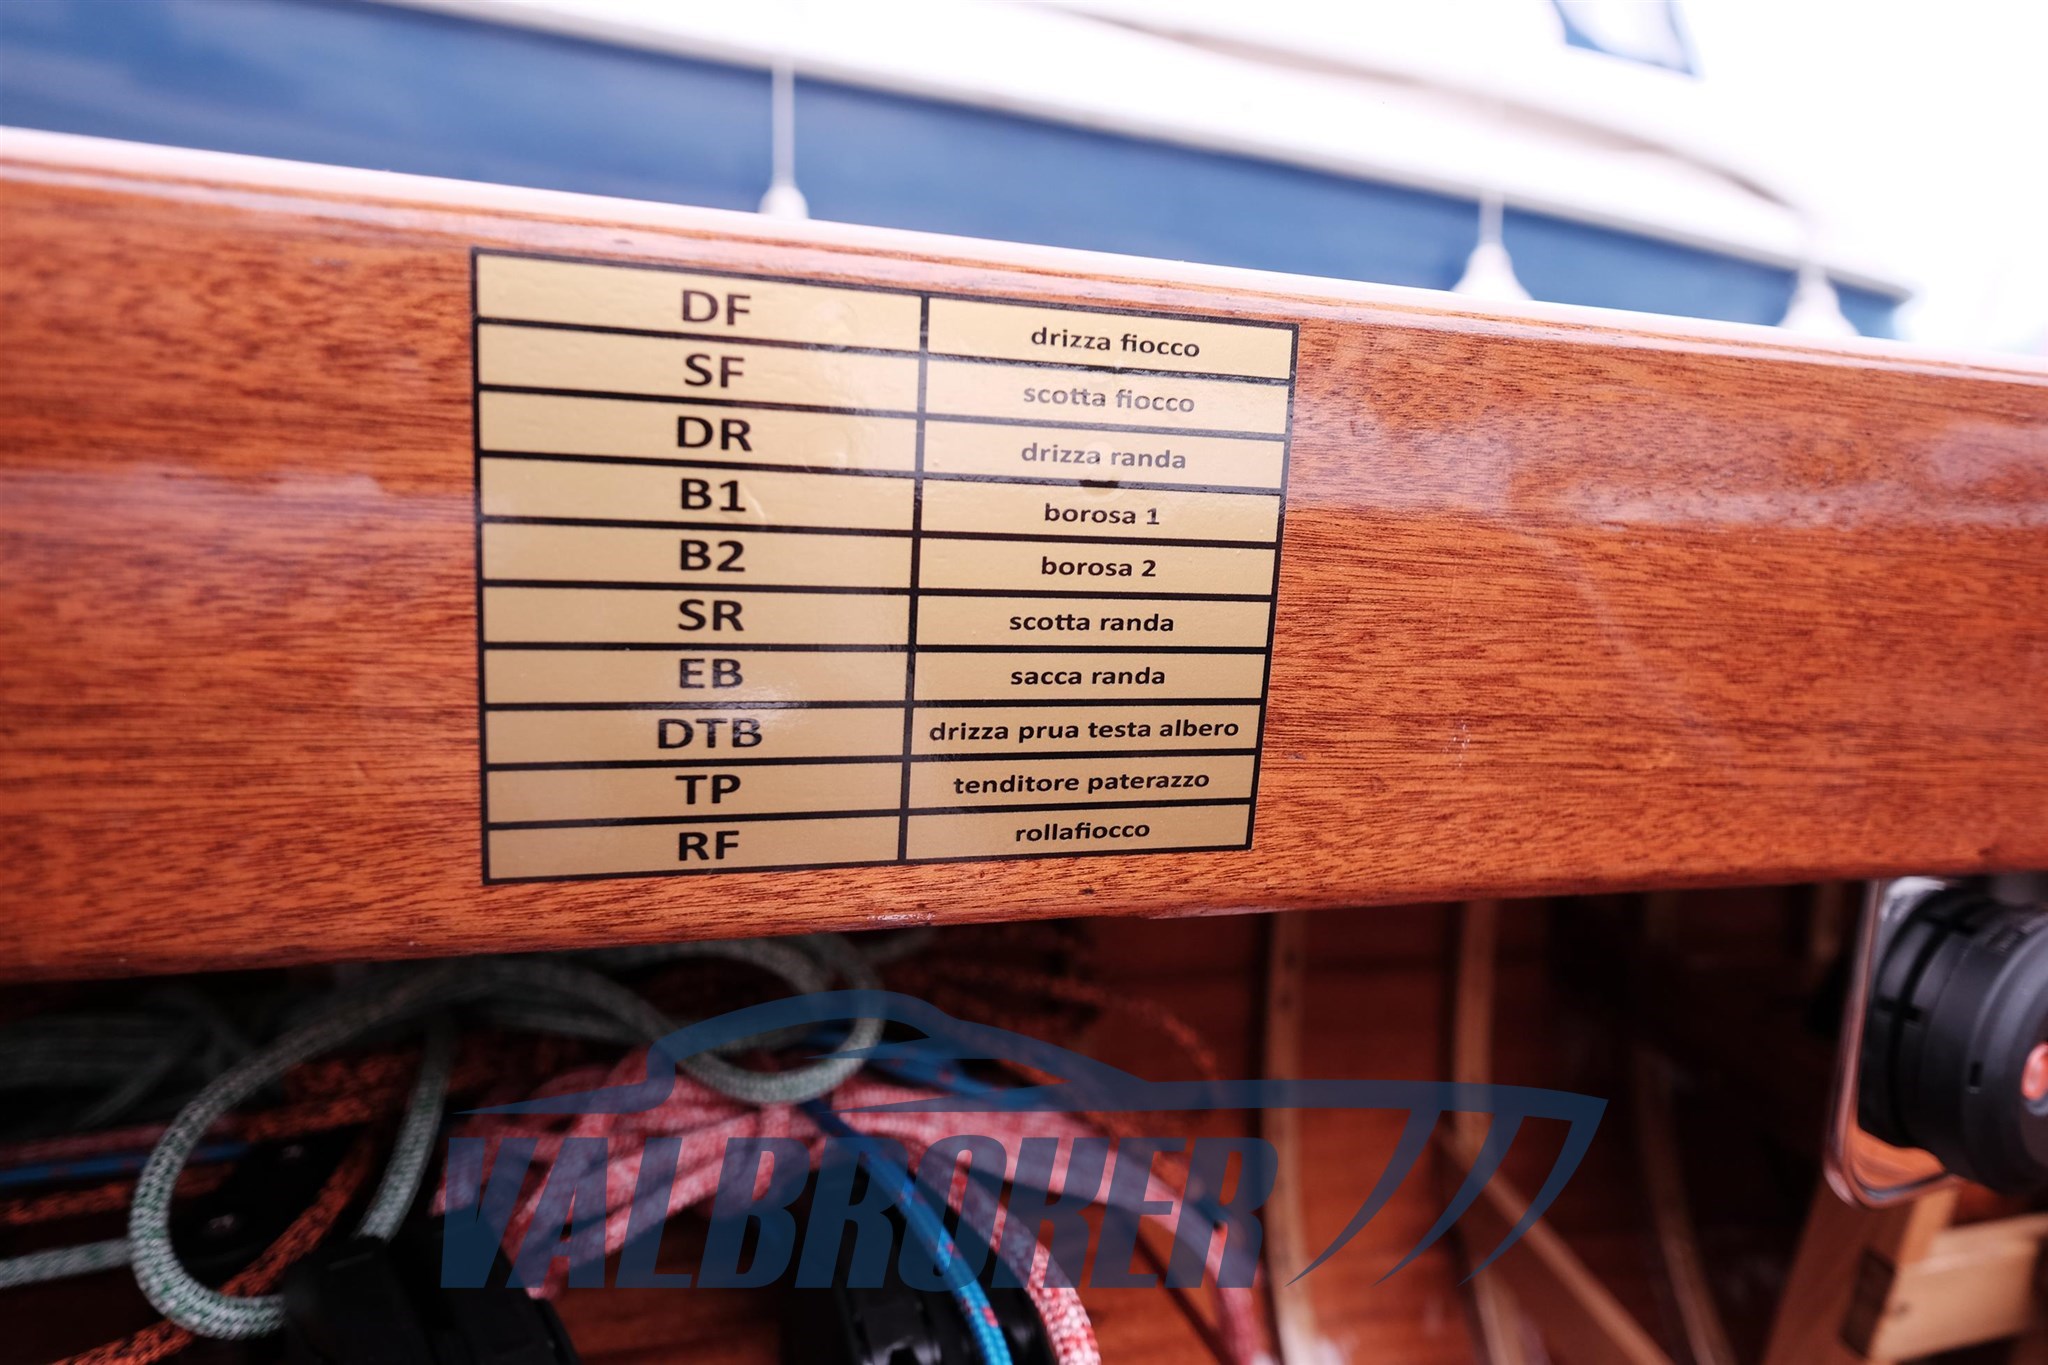 DF drizza fiocco
SF scotta fiocco
DR drizza randa
B1 borosa 1
B2 borosa 2
SR scotta randa
EB sacca randa
DTB drizza prua testa albero
TP tenditore paterazzo
RF rollafiocco
VALBROKER